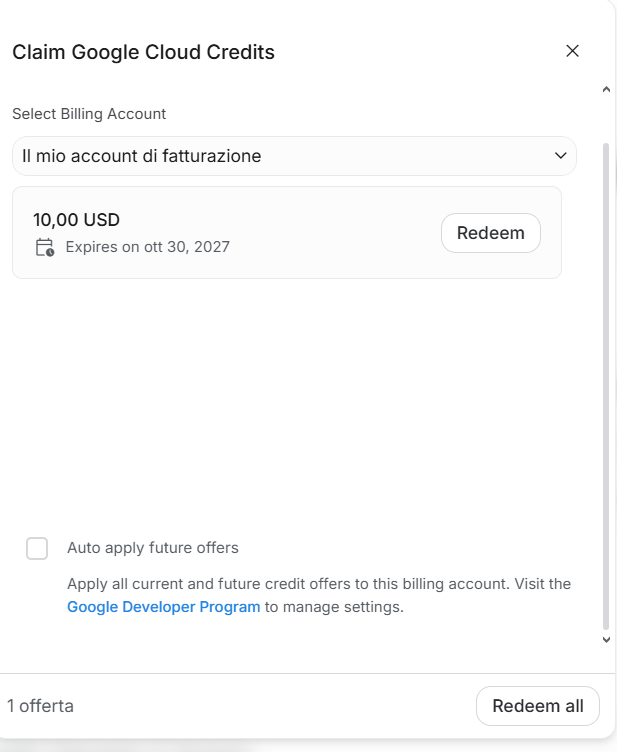 Claim Google Cloud Credits
Select Billing Account
Il mio account di fatturazione
10,00 USD
Redeem
Expires on ott 30, 2027
Auto apply future offers
Apply all current and future credit offers to this billing account. Visit the
Google Developer Program to manage settings.
1 offerta
Redeem all